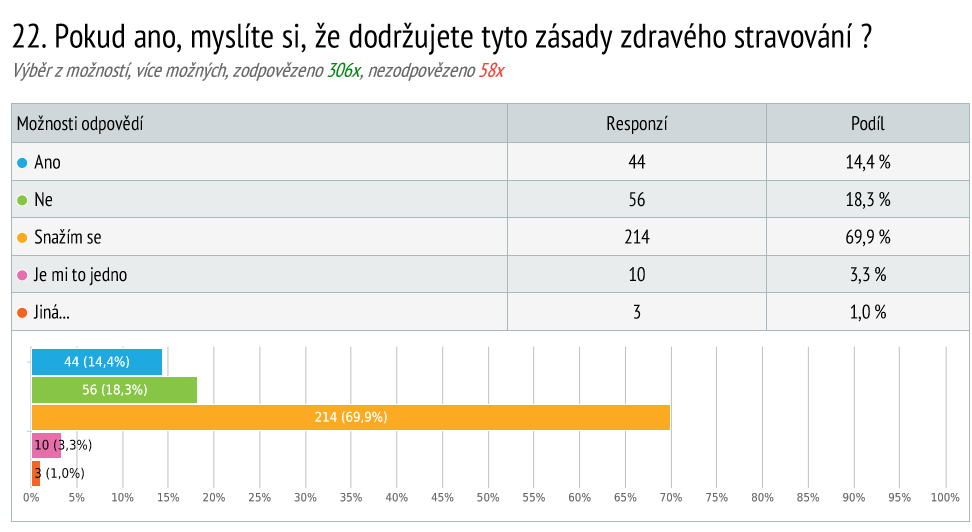 22. Pokud ano, myslíte si, že dodržujete tyto zásady zdravého stravování ?
Výběr z možností, více možných, zodpovězeno 306x, nezodpovězeno 58x
Možnosti odpovědí Responzí Podíl
Ano 44 14,4 %
Ne 56 18,3 %
Snažím se 214 69,9 %
Je mi to jedno 10 3,3 %
Jiná... 3 1,0 %
44 (14,4%)
56 (18,3%)
214 (69,9%)
10 (3,3%)
3 (1,0%)
0% 5% 10% 15% 20% 25% 30% 35% 40% 45% 50% 55% 60% 65% 70% 75% 80% 85% 90% 95% 100%